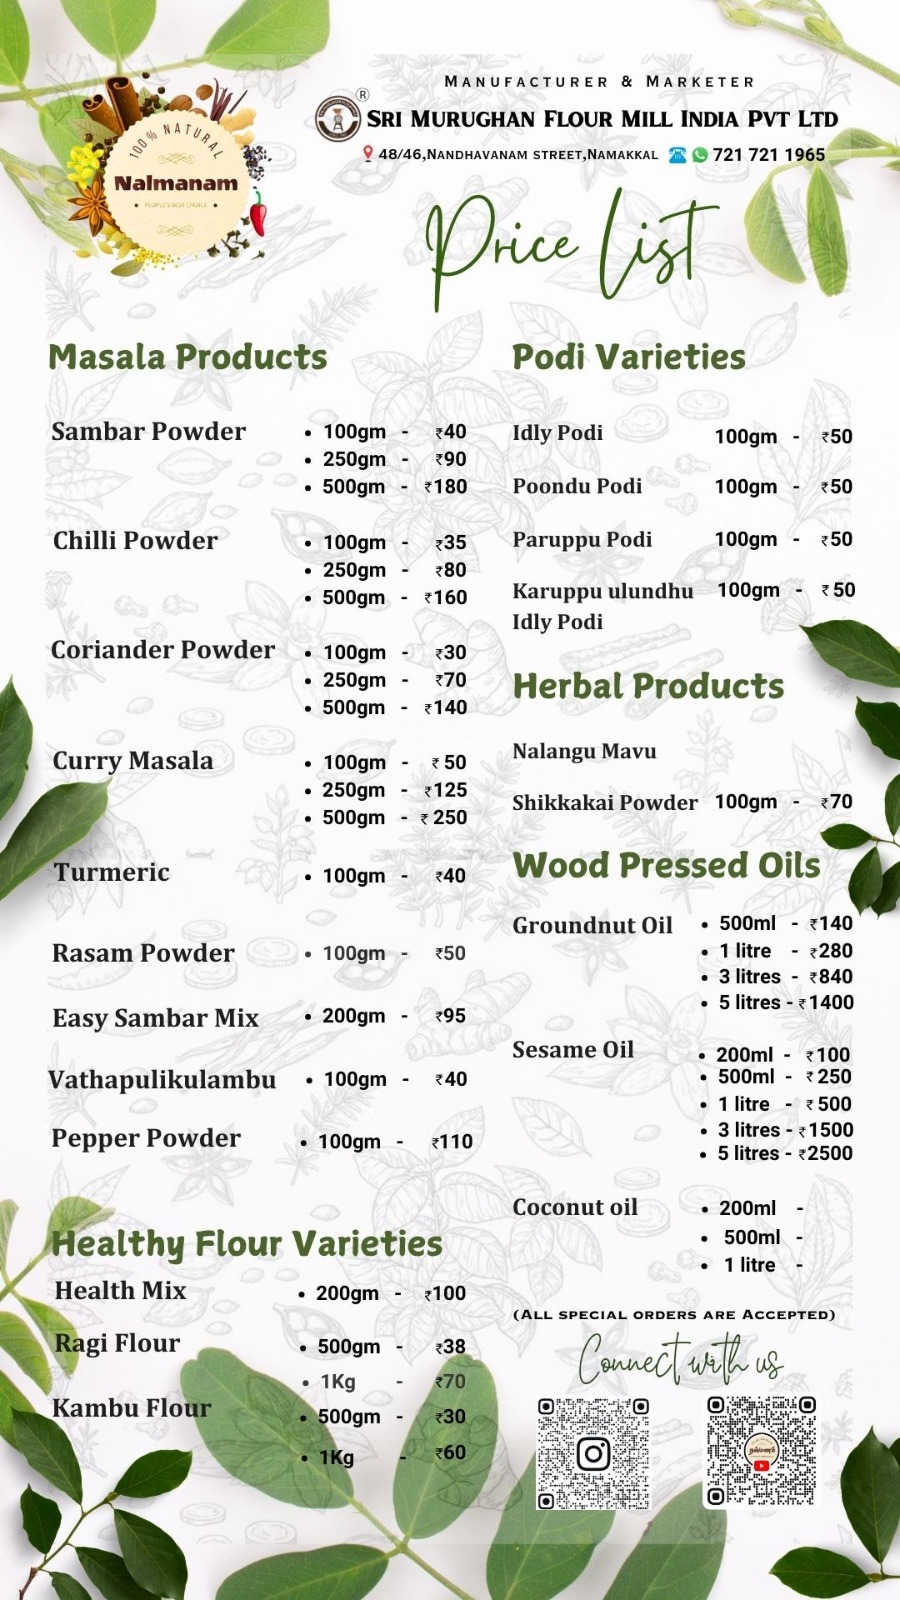 Manufacturer & Marketer
®
Sri Murughan Flour Mill India Pvt Ltd
48/46,Nandhavanam street,Namakkal 721 721 1965
100% NATURAL
Nalmanam
• PEOPLE'S BEST CHOICE •
Price List
Masala Products
Sambar Powder • 100gm - ₹40
• 250gm - ₹90
• 500gm - ₹180
Chilli Powder • 100gm - ₹35
• 250gm - ₹80
• 500gm - ₹160
Coriander Powder • 100gm - ₹30
• 250gm - ₹70
• 500gm - ₹140
Curry Masala • 100gm - ₹ 50
• 250gm - ₹125
• 500gm - ₹ 250
Turmeric • 100gm - ₹40
Rasam Powder • 100gm - ₹50
Easy Sambar Mix • 200gm - ₹95
Vathapulikulambu • 100gm - ₹40
Pepper Powder • 100gm - ₹110
Healthy Flour Varieties
Health Mix • 200gm - ₹100
Ragi Flour • 500gm - ₹38
• 1Kg - ₹70
Kambu Flour • 500gm - ₹30
• 1Kg - ₹60
Podi Varieties
Idly Podi 100gm - ₹50
Poondu Podi 100gm - ₹50
Paruppu Podi 100gm - ₹50
Karuppu ulundhu 100gm - ₹ 50
Idly Podi
Herbal Products
Nalangu Mavu
Shikkakai Powder 100gm - ₹70
Wood Pressed Oils
Groundnut Oil • 500ml - ₹140
• 1 litre - ₹280
• 3 litres - ₹840
• 5 litres - ₹1400
Sesame Oil • 200ml - ₹100
• 500ml - ₹ 250
• 1 litre - ₹ 500
• 3 litres - ₹1500
• 5 litres - ₹2500
Coconut oil • 200ml -
• 500ml -
• 1 litre -
(All special orders are Accepted)
Connect with us
நல்மணம்